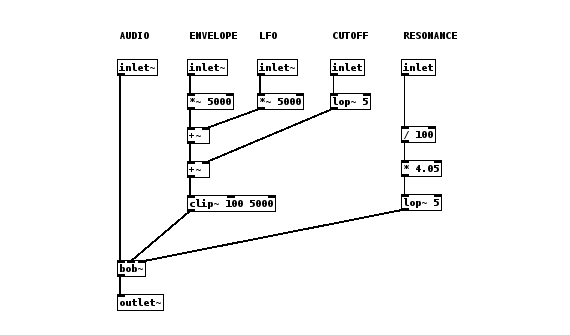 AUDIO ENVELOPE LFO CUTOFF RESONANCE
inlet~ inlet~ inlet~ inlet inlet
*~ 5000 *~ 5000 lop~ 5
+~ / 100
+~ * 4.05
clip~ 100 5000 lop~ 5
bob~
outlet~